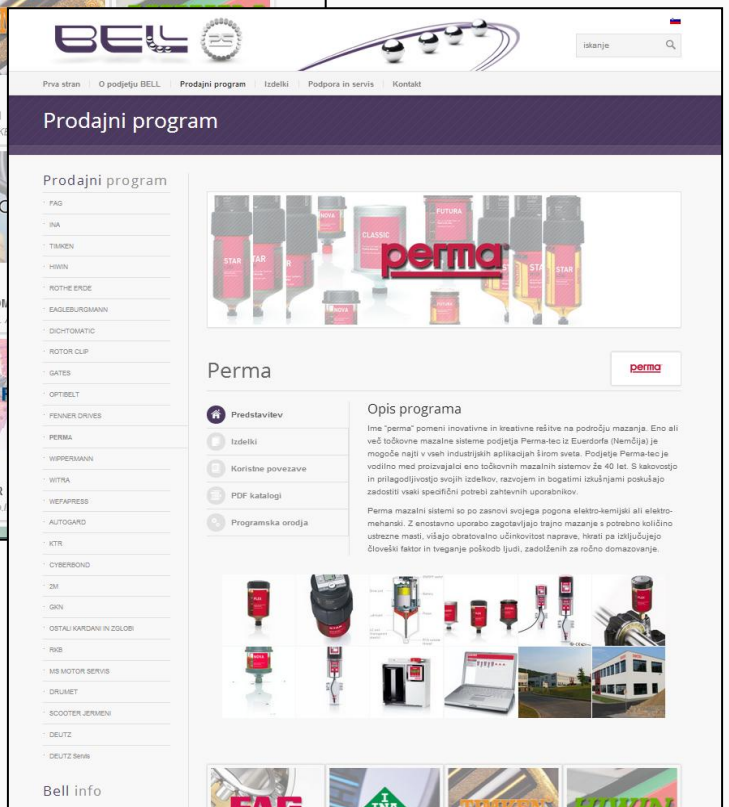 BELL
iskanje
Prva stran
O podjetju BELL
Prodajni program
Izdelki
Podpora in servis
Kontakt
Prodajni program
Prodajni program
FAG
INA
TIMKEN
HIWIN
ROTHE ERDE
EAGLEBURGMANN
DICHTOMATIC
ROTOR CLIP
GATES
OPTIBELT
FENNER DRIVES
PERMA
WIPPERMANN
WITRA
WEFAPRESS
AUTOGARD
KTR
CYBERBOND
2M
GKN
OSTALI KARDANI IN ZGLOBI
RKB
MS MOTOR SERVIS
DRUMET
SCOOTER JERMENI
DEUTZ
DEUTZ Servis
Bell info
STAR
STAR
NOVA
CLASSIC
FUTURA
NOVA
STAR
STAR
perma
Perma
perma
Predstavitev
Izdelki
Koristne povezave
PDF katalogi
Programska orodja
Opis programa
Ime "perma" pomeni inovativne in kreativne rešitve na področju mazanja. Eno ali
več točkovne mazalne sisteme podjetja Perma-tec iz Euerdorfa (Nemčija) je
mogoče najti v vseh industrijskih aplikacijah širom sveta. Podjetje Perma-tec je
vodilno med proizvajalci eno točkovnih mazalnih sistemov že 40 let. S kakovostjo
in prilagodljivostjo svojih izdelkov, razvojem in bogatimi izkušnjami poskušajo
zadostiti vsaki specifični potrebi zahtevnih uporabnikov.
Perma mazalni sistemi so po zasnovi svojega pogona elektro-kemijski ali elektro-
mehanski. Z enostavno uporabo zagotavljajo trajno mazanje s potrebno količino
ustrezne masti, višajo obratovalno učinkovitost naprave, hkrati pa izključujejo
človeški faktor in tveganje poškodb ljudi, zadolženih za ročno domazovanje.
FAG
INA
TIMKEN
HIWIN